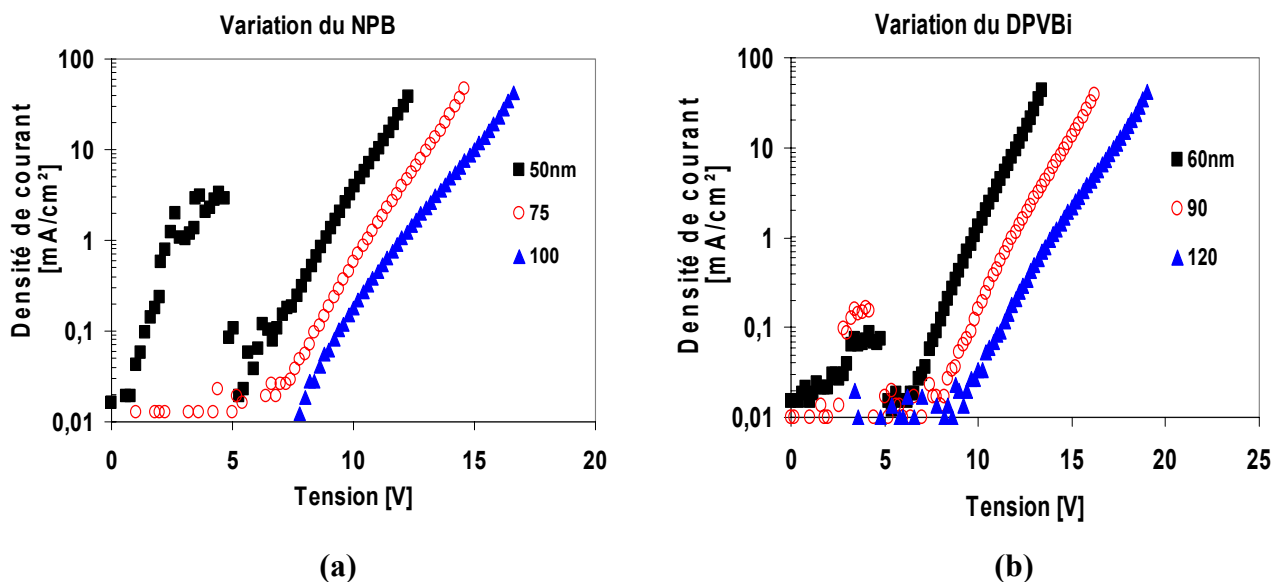 Variation du NPB
Densité de courant
[mA/cm²]
100
10
1
0,1
0,01
0
5
10
15
20
Tension [V]
50nm
75
100
(a)
Variation du DPVBi
Densité de courant
[mA/cm²]
100
10
1
0,1
0,01
0
5
10
15
20
25
Tension [V]
60nm
90
120
(b)